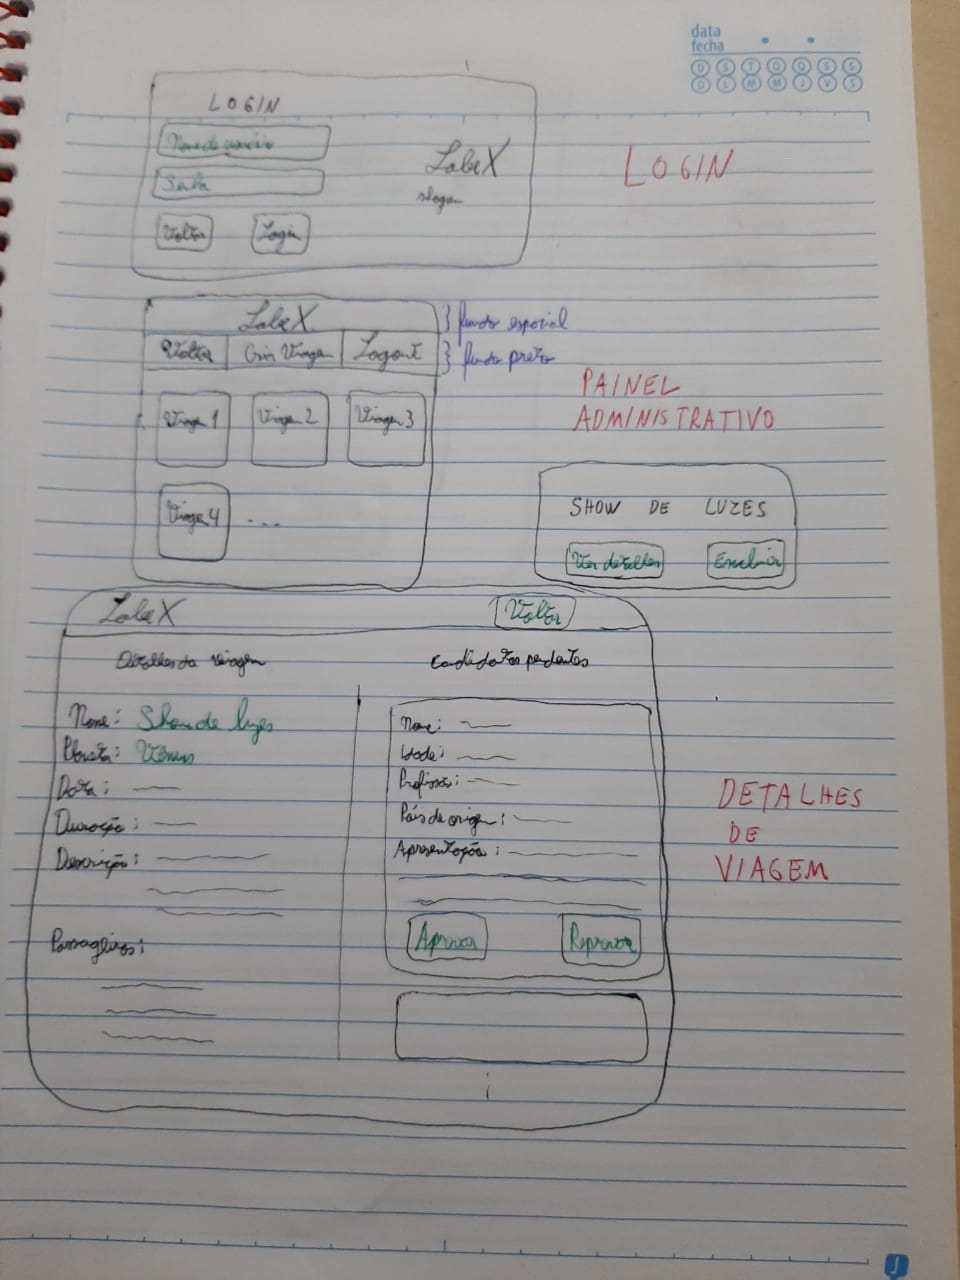 data
fecha
D S T Q Q S S
D L M M J V S
LOGIN
Nome de usuário
Senha
Voltar Login
LabeX
slogan
LOGIN
LabeX
} fundo espacial
Voltar Criar Viagem Logout
} fundo preto
Viagem 1 Viagem 2 Viagem 3
Viagem 4 ...
PAINEL
ADMINISTRATIVO
SHOW DE LUZES
Ver detalhes Excluir
LabeX Voltar
Detalhes da viagem
Nome: Show de luzes
Planeta: Vênus
Data:
Duração:
Descrição:
Passageiros:
Candidatos pendentes
Nome:
Idade:
Profissão:
País de origem:
Apresentação:
Aprovar Reprovar
DETALHES
DE
VIAGEM
J